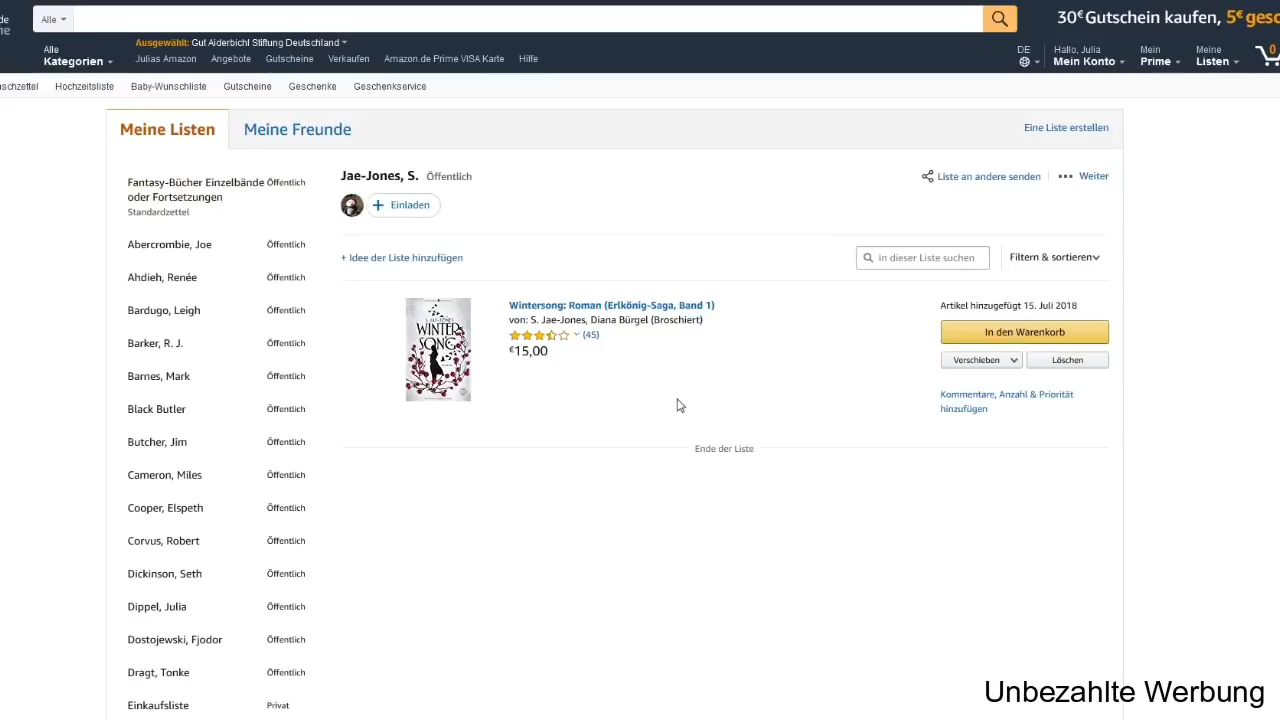 de
Alle
30€Gutschein kaufen, 5€ gesc
Ausgewählt: Gut Aiderbichl Stiftung Deutschland
Alle
Kategorien
Julias Amazon Angebote Gutscheine Verkaufen Amazon.de Prime VISA Karte Hilfe
DE
Hallo, Julia
Mein Konto
Mein
Prime
Meine
Listen
0
schzettel Hochzeitsliste Baby-Wunschliste Gutscheine Geschenke Geschenkservice
Meine Listen
Meine Freunde
Eine Liste erstellen
Fantasy-Bücher Einzelbände Öffentlich
oder Fortsetzungen
Standardzettel
Abercrombie, Joe Öffentlich
Ahdieh, Renée Öffentlich
Bardugo, Leigh Öffentlich
Barker, R. J. Öffentlich
Barnes, Mark Öffentlich
Black Butler Öffentlich
Butcher, Jim Öffentlich
Cameron, Miles Öffentlich
Cooper, Elspeth Öffentlich
Corvus, Robert Öffentlich
Dickinson, Seth Öffentlich
Dippel, Julia Öffentlich
Dostojewski, Fjodor Öffentlich
Dragt, Tonke Öffentlich
Einkaufsliste Privat
Jae-Jones, S. Öffentlich
Liste an andere senden
Weiter
+ Einladen
+ Idee der Liste hinzufügen
In dieser Liste suchen
Filtern & sortieren
S. JAE-JONES
WINTER
SONG
Wintersong: Roman (Erlkönig-Saga, Band 1)
von: S. Jae-Jones, Diana Bürgel (Broschiert)
(45)
€15,00
Artikel hinzugefügt 15. Juli 2018
In den Warenkorb
Verschieben
Löschen
Kommentare, Anzahl & Priorität
hinzufügen
Ende der Liste
Unbezahlte Werbung